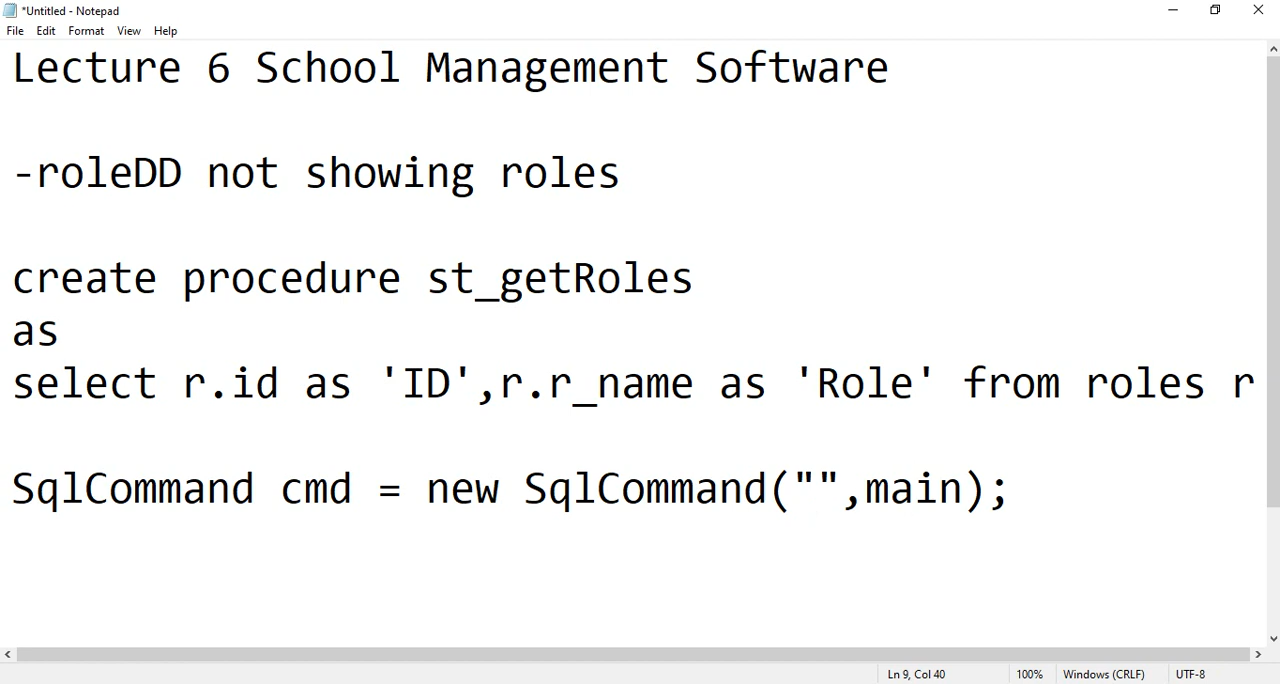 *Untitled - Notepad
File Edit Format View Help
Lecture 6 School Management Software
-roleDD not showing roles
create procedure st_getRoles
as
select r.id as 'ID',r.r_name as 'Role' from roles r
SqlCommand cmd = new SqlCommand("",main);
Ln 9, Col 40 100% Windows (CRLF) UTF-8